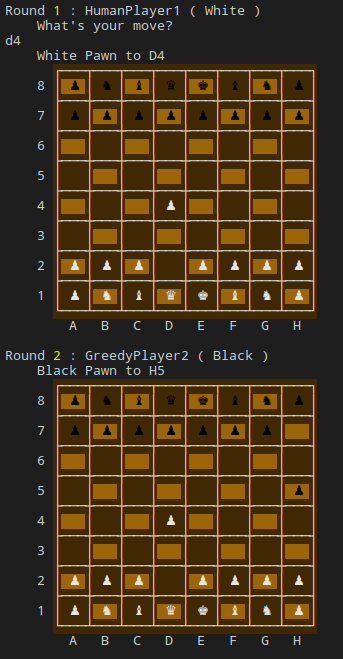 Round 1 : HumanPlayer1 ( White )
What's your move?
d4
White Pawn to D4
8
7
6
5
4
3
2
1
A B C D E F G H
Round 2 : GreedyPlayer2 ( Black )
Black Pawn to H5
8
7
6
5
4
3
2
1
A B C D E F G H